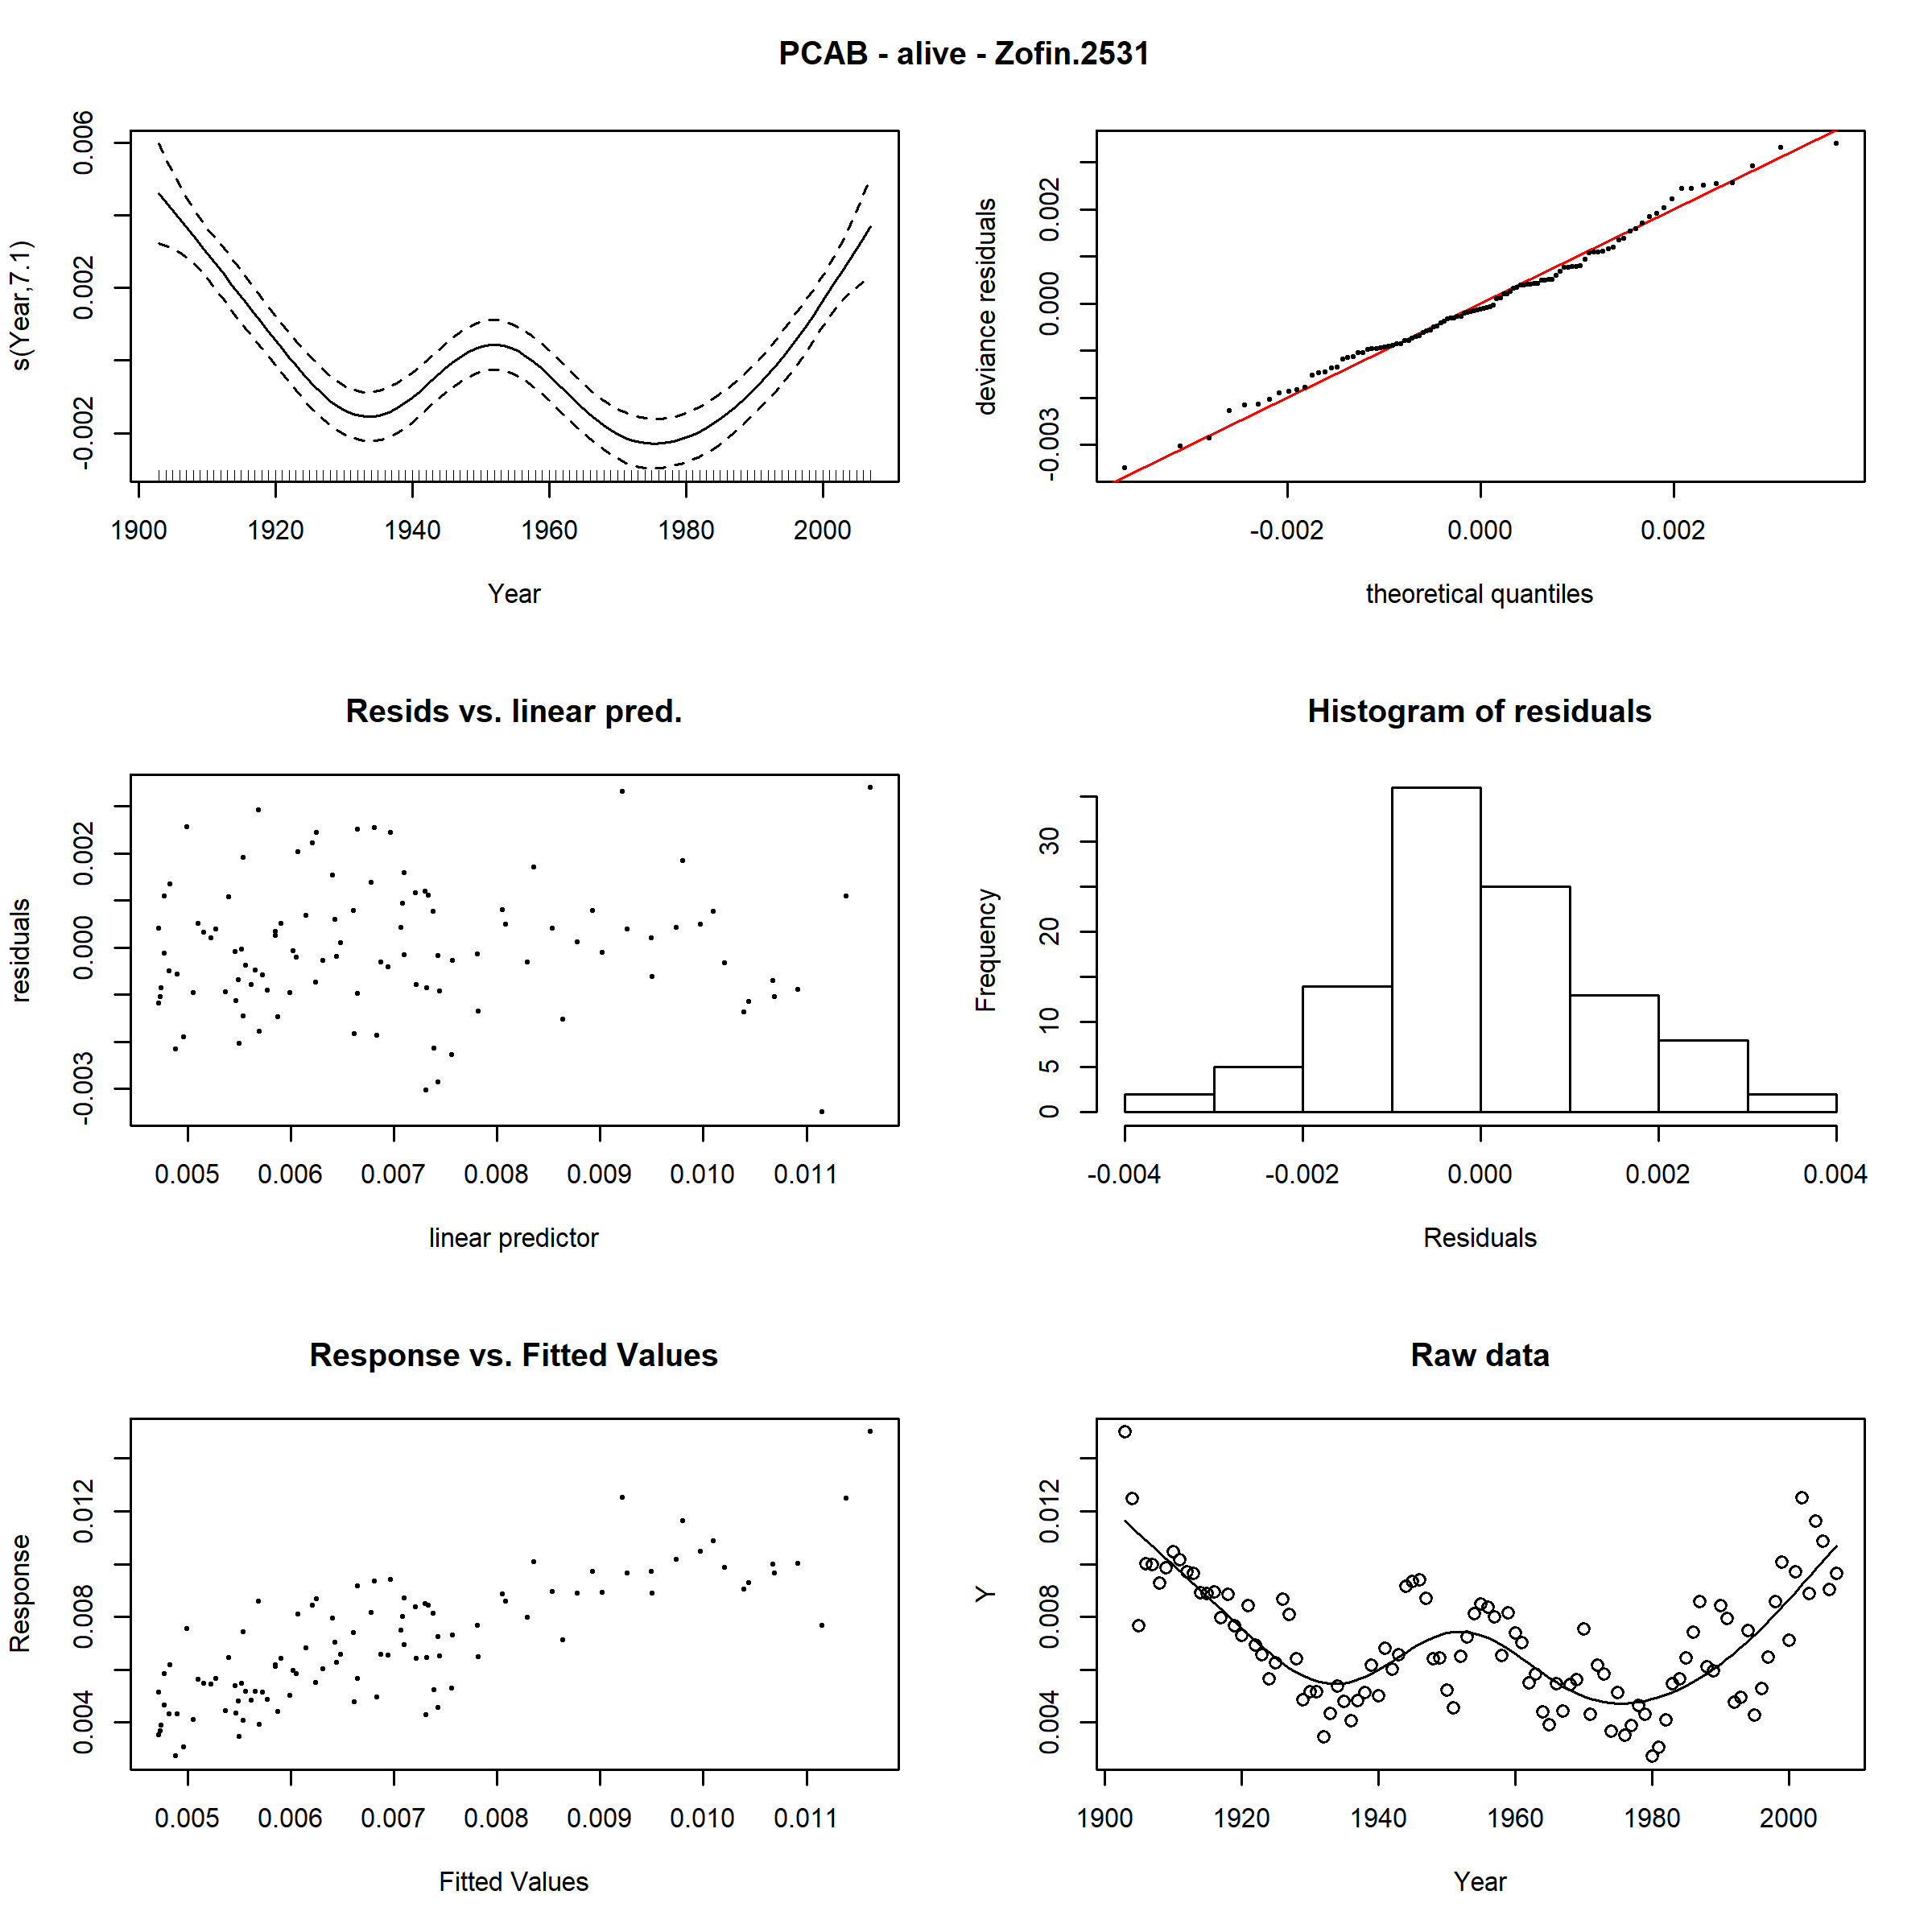 PCAB - alive - Zofin.2531
s(Year,7.1)
-0.002 0.002 0.006
1900 1920 1940 1960 1980 2000
Year
deviance residuals
-0.003 0.000 0.002
-0.002 0.000 0.002
theoretical quantiles
Resids vs. linear pred.
residuals
-0.003 0.000 0.002
0.005 0.006 0.007 0.008 0.009 0.010 0.011
linear predictor
Histogram of residuals
Frequency
0 5 10 20 30
-0.004 -0.002 0.000 0.002 0.004
Residuals
Response vs. Fitted Values
Response
0.004 0.008 0.012
0.005 0.006 0.007 0.008 0.009 0.010 0.011
Fitted Values
Raw data
Y
0.004 0.008 0.012
1900 1920 1940 1960 1980 2000
Year